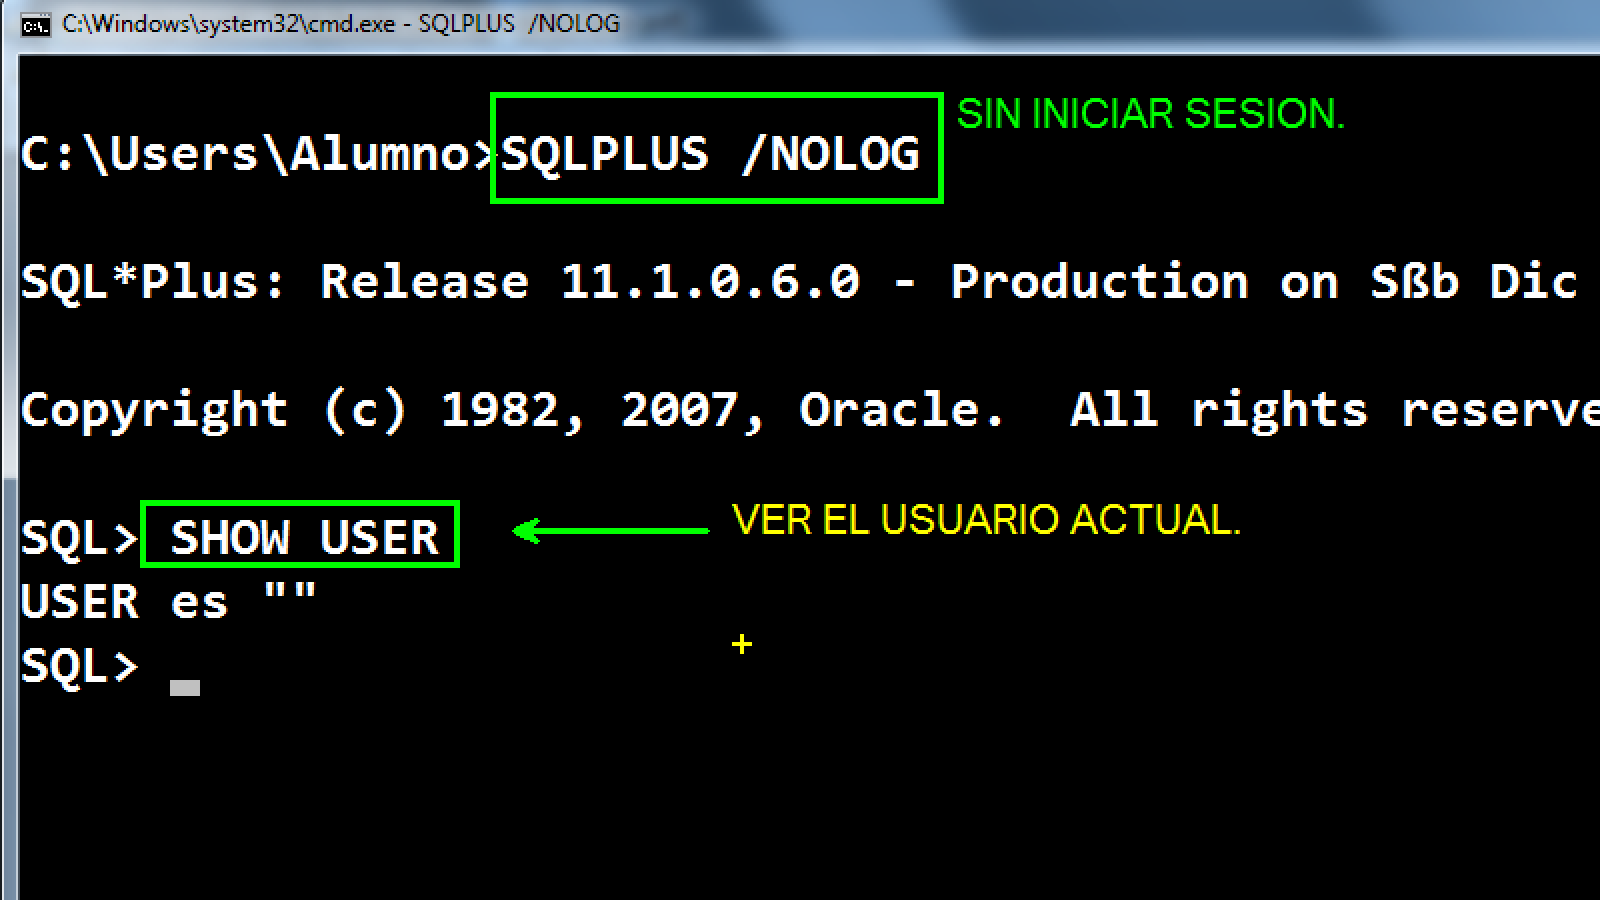 C:\Windows\system32\cmd.exe - SQLPLUS  /NOLOG
SIN INICIAR SESION.
C:\Users\Alumno>SQLPLUS /NOLOG
SQL*Plus: Release 11.1.0.6.0 - Production on Sßb Dic
Copyright (c) 1982, 2007, Oracle.  All rights reserve
SQL> SHOW USER
VER EL USUARIO ACTUAL.
USER es ""
SQL> _